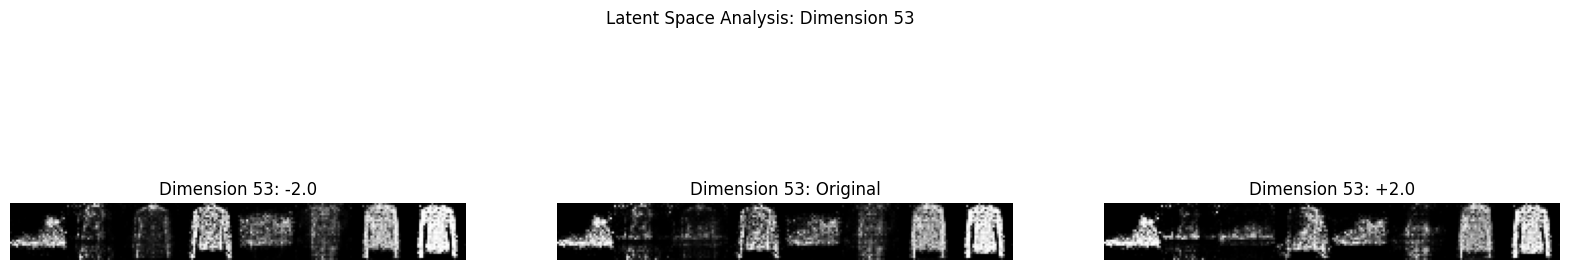 Latent Space Analysis: Dimension 53
Dimension 53: -2.0
Dimension 53: Original
Dimension 53: +2.0